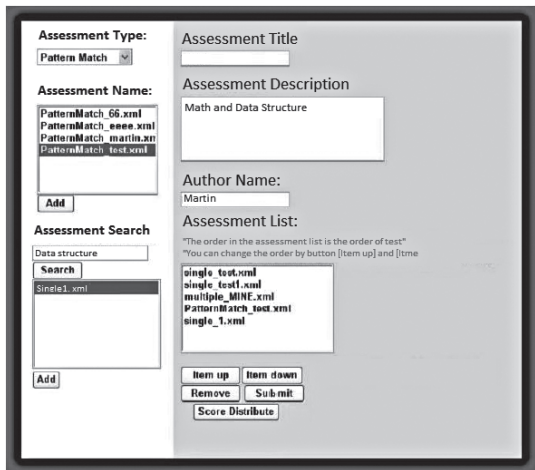 Assessment Type:
Pattern Match
Assessment Name:
PatternMatch_66.xml
PatternMatch_eeee.xml
PatternMatch_martin.xm
PatternMatch_test.xml
Add
Assessment Search
Data structure
Search
Single1.xml
Add
Assessment Title
Assessment Description
Math and Data Structure
Author Name:
Martin
Assessment List:
"The order in the assessment list is the order of test"
"You can change the order by button [Item up] and [Itme
single_test.xml
single_test1.xml
multiple_MINE.xml
PatternMatch_test.xml
single_1.xml
Item up Item down
Remove Submit
Score Distribute